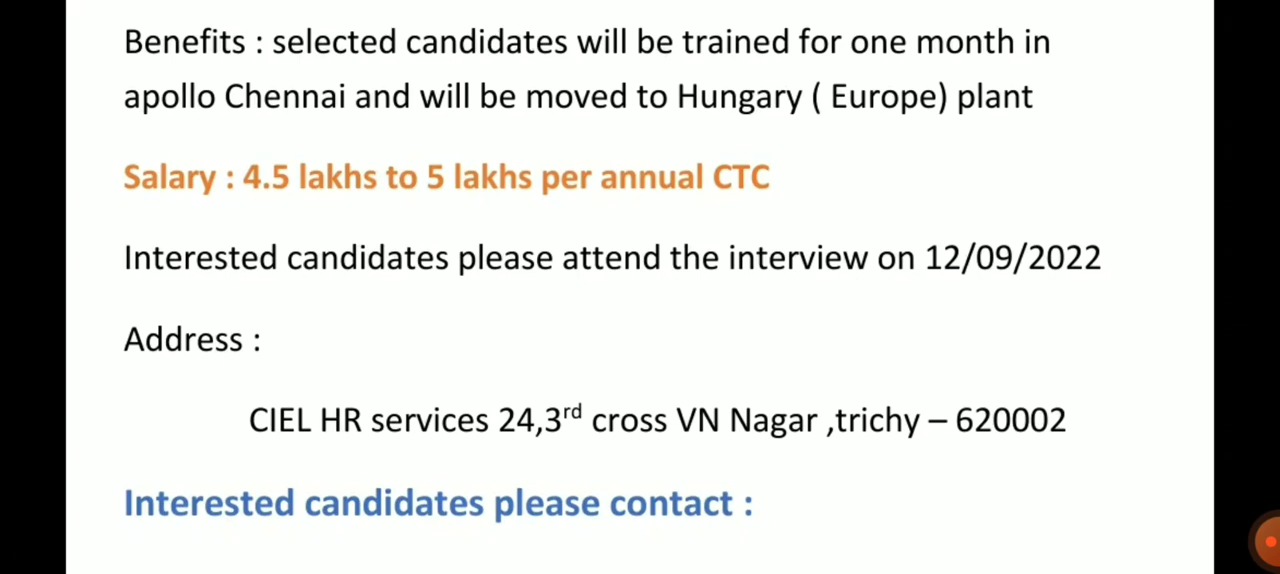 Benefits : selected candidates will be trained for one month in
apollo Chennai and will be moved to Hungary ( Europe) plant
Salary : 4.5 lakhs to 5 lakhs per annual CTC
Interested candidates please attend the interview on 12/09/2022
Address :
CIEL HR services 24,3rd cross VN Nagar ,trichy – 620002
Interested candidates please contact :